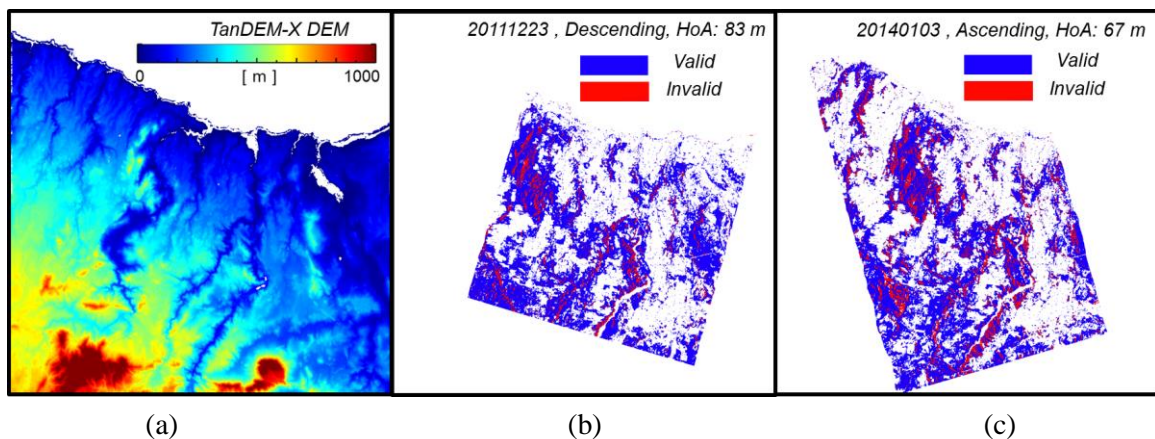 TanDEM-X DEM
0 [ m ] 1000
20111223 , Descending, HoA: 83 m
Valid
Invalid
20140103 , Ascending, HoA: 67 m
Valid
Invalid
(a) (b) (c)